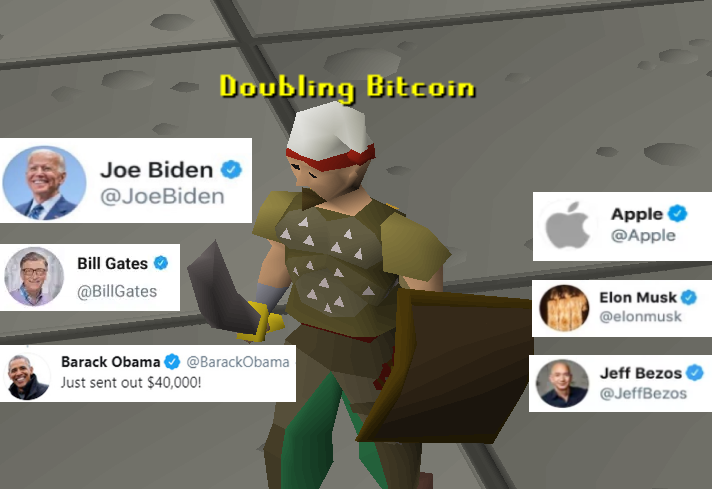 Doubling Bitcoin
Joe Biden
@JoeBiden
Bill Gates
@BillGates
Barack Obama @BarackObama
Just sent out $40,000!
Apple
@Apple
Elon Musk
@elonmusk
Jeff Bezos
@JeffBezos